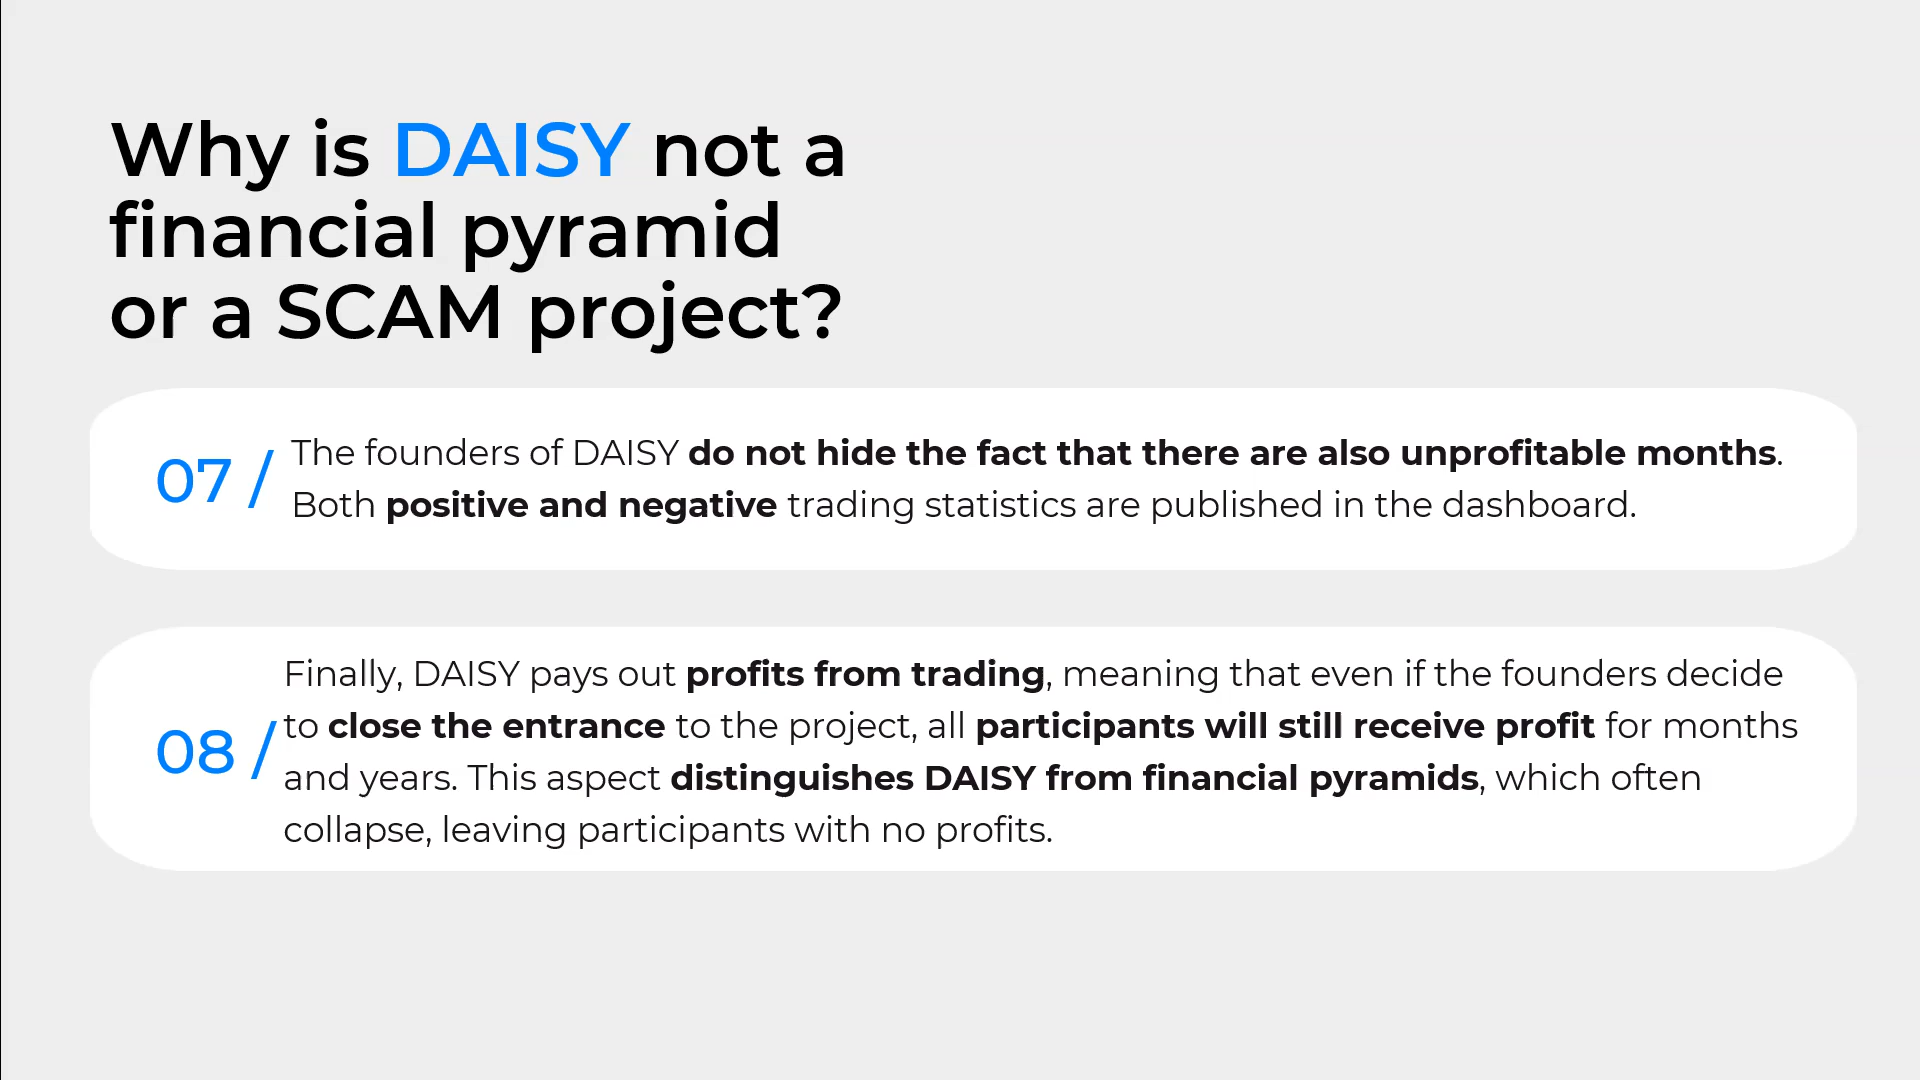 Why is DAISY not a
financial pyramid
or a SCAM project?
07 / The founders of DAISY do not hide the fact that there are also unprofitable months.
Both positive and negative trading statistics are published in the dashboard.
Finally, DAISY pays out profits from trading, meaning that even if the founders decide
08 / to close the entrance to the project, all participants will still receive profit for months
and years. This aspect distinguishes DAISY from financial pyramids, which often
collapse, leaving participants with no profits.